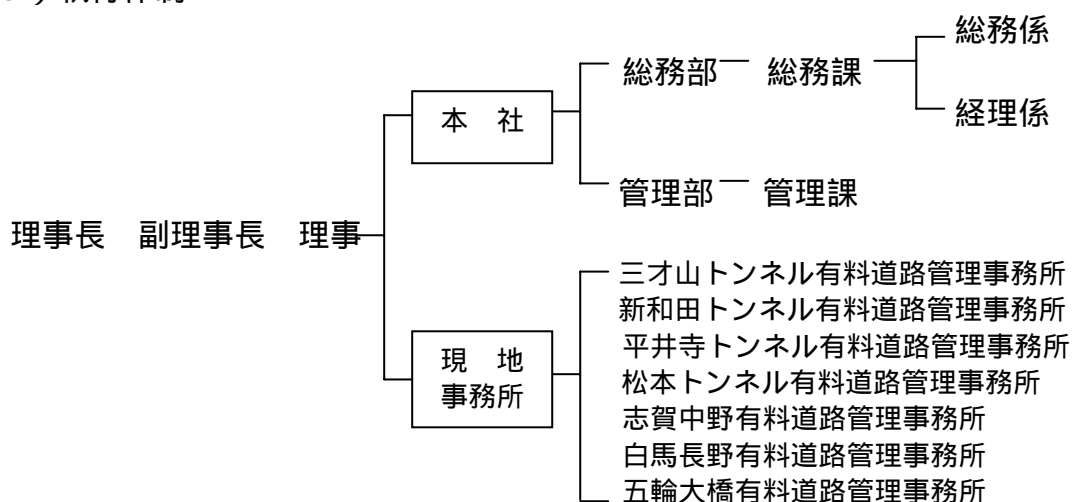 総務係
総務部 総務課
本 社
経理係
管理部 管理課
理事長 副理事長 理事
三才山トンネル有料道路管理事務所
新和田トンネル有料道路管理事務所
平井寺トンネル有料道路管理事務所
現 地
事務所
松本トンネル有料道路管理事務所
志賀中野有料道路管理事務所
白馬長野有料道路管理事務所
五輪大橋有料道路管理事務所